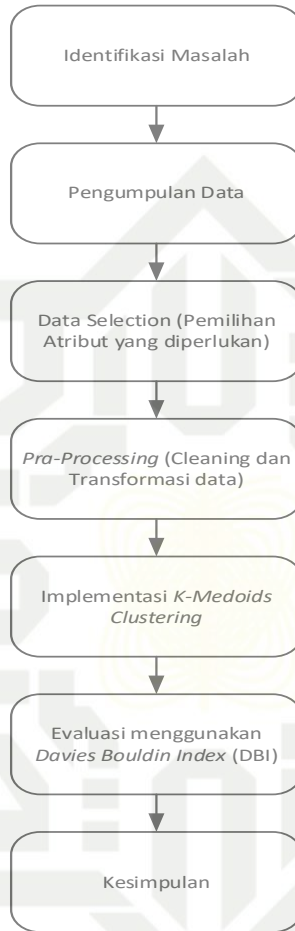 Identifikasi Masalah
Pengumpulan Data
Data Selection (Pemilihan
Atribut yang diperlukan)
Pra-Processing (Cleaning dan
Transformasi data)
Implementasi K-Medoids
Clustering
Evaluasi menggunakan
Davies Bouldin Index (DBI)
Kesimpulan